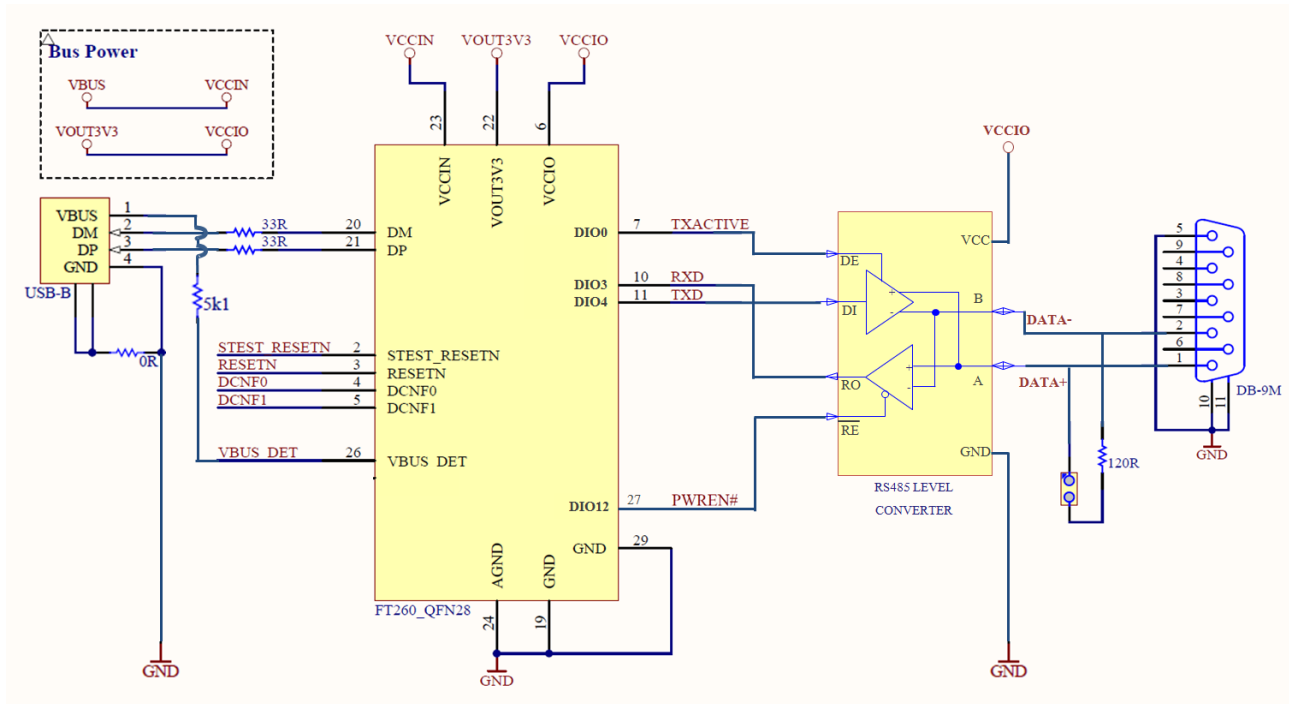 Bus Power
VBUS VCCIN
VOUT3V3 VCCIO
VCCIN VOUT3V3 VCCIO
23 22 6
VCCIN VOUT3V3 VCCIO
VBUS 1
DM 2
DP 3
GND 4
USB-B
33R
33R
5k1
0R
20 DM
21 DP
STEST_RESETN 2 STEST_RESETN
RESETN 3 RESETN
DCNF0 4 DCNF0
DCNF1 5 DCNF1
VBUS_DET 26 VBUS DET
DIO0 7 TXACTIVE
DIO3 10 RXD
DIO4 11 TXD
DIO12 27 PWREN#
GND 29
AGND GND
24 19
FT260_QFN28
GND
GND
VCCIO
VCC
DE
DI
+
-
RO
+
-
RE
B
A
GND
RS485 LEVEL
CONVERTER
GND
DATA-
DATA+
120R
5
9
4
8
3
7
2
6
1
10 11
DB-9M
GND